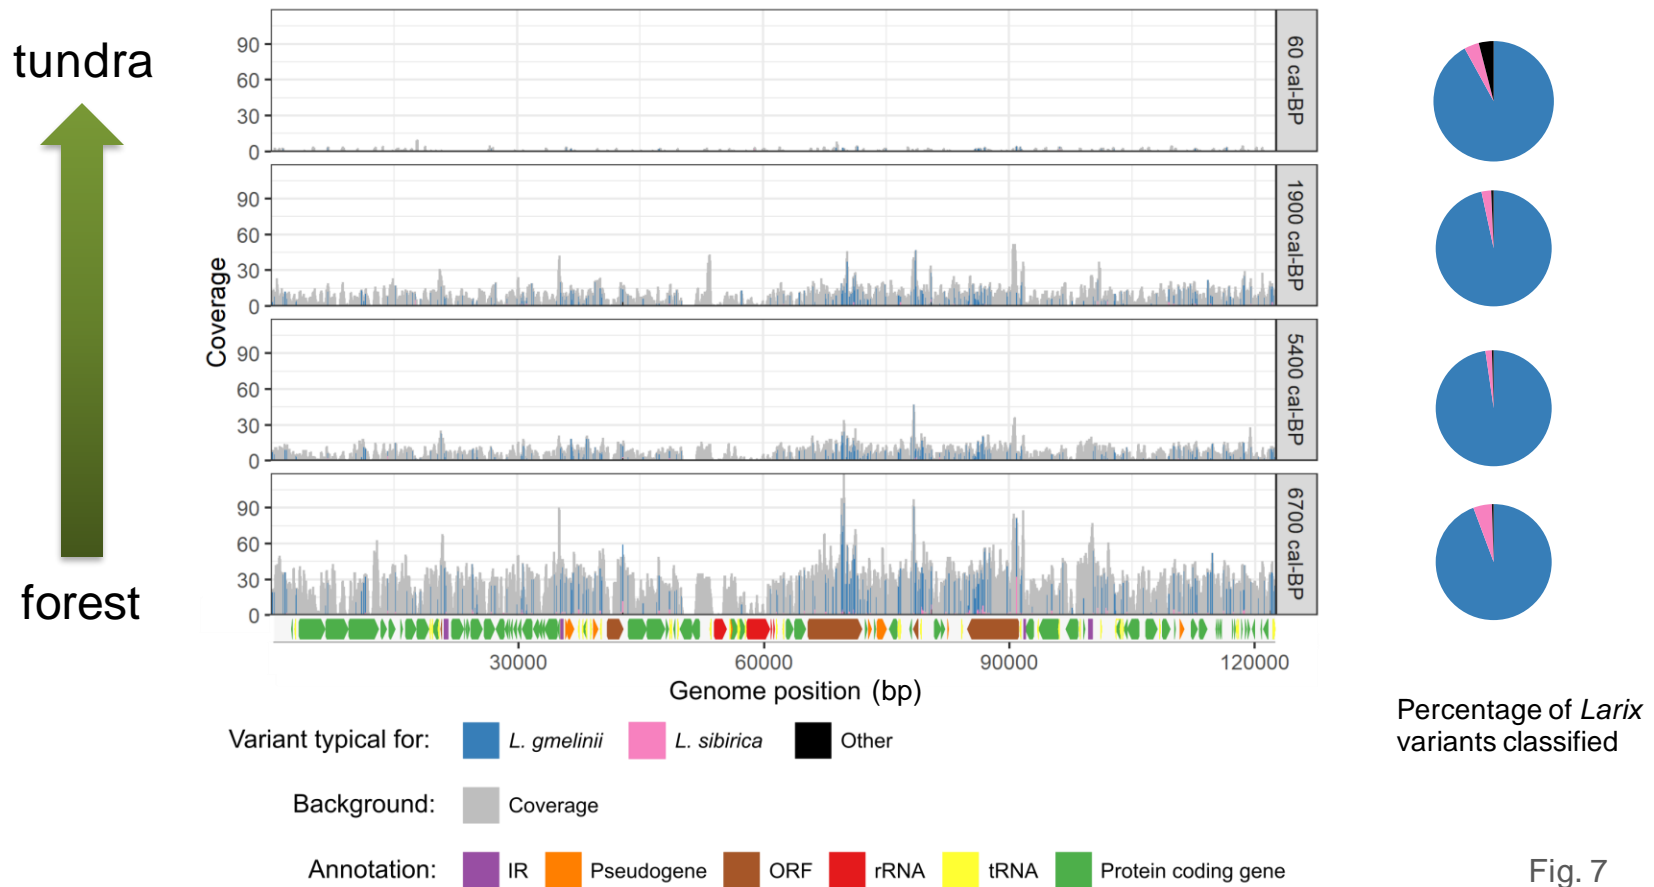 tundra
forest
Coverage
90
60
30
0
60 cal-BP
90
60
30
0
1900 cal-BP
90
60
30
0
5400 cal-BP
90
60
30
0
6700 cal-BP
30000 60000 90000 120000
Genome position (bp)
Variant typical for: L. gmelinii L. sibirica Other
Background: Coverage
Annotation: IR Pseudogene ORF rRNA tRNA Protein coding gene
Percentage of Larix
variants classified
Fig. 7